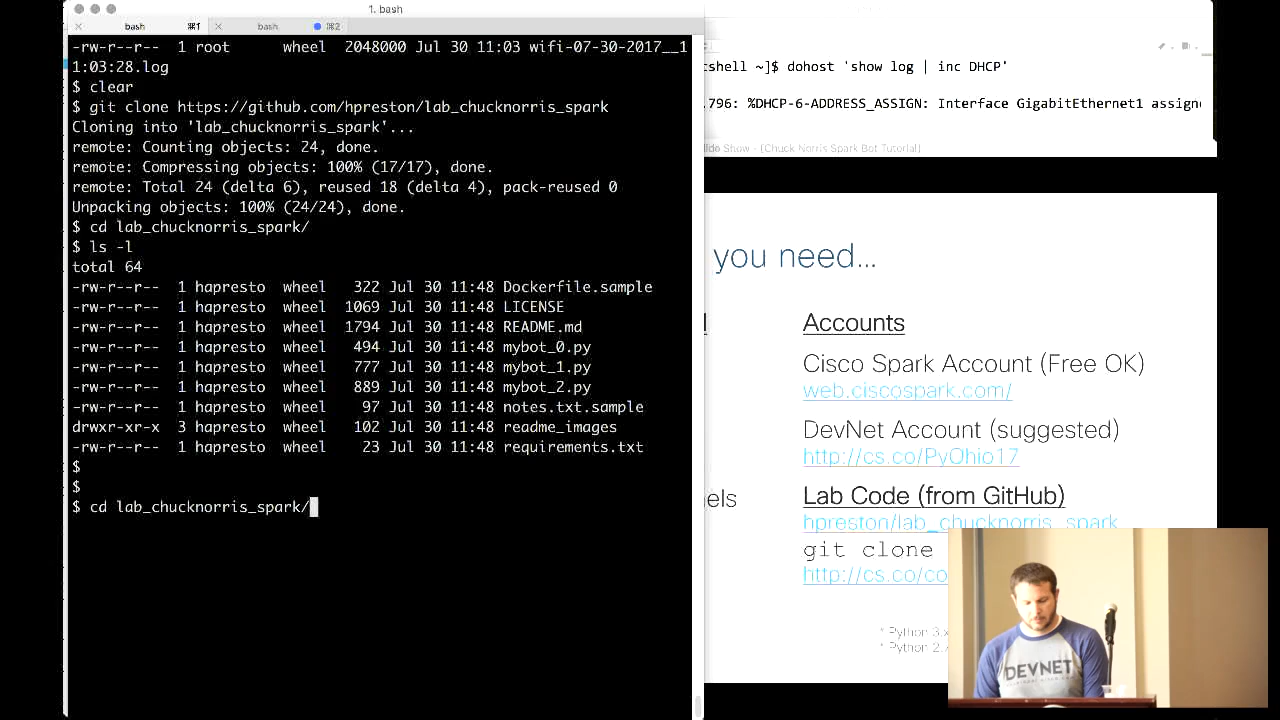 1. bash
bash ⌘1 bash ⌘2
-rw-r--r-- 1 root wheel 2048000 Jul 30 11:03 wifi-07-30-2017__1
1:03:28.log
$ clear
$ git clone https://github.com/hpreston/lab_chucknorris_spark
Cloning into 'lab_chucknorris_spark'...
remote: Counting objects: 24, done.
remote: Compressing objects: 100% (17/17), done.
remote: Total 24 (delta 6), reused 18 (delta 4), pack-reused 0
Unpacking objects: 100% (24/24), done.
$ cd lab_chucknorris_spark/
$ ls -l
total 64
-rw-r--r-- 1 hapresto wheel 322 Jul 30 11:48 Dockerfile.sample
-rw-r--r-- 1 hapresto wheel 1069 Jul 30 11:48 LICENSE
-rw-r--r-- 1 hapresto wheel 1794 Jul 30 11:48 README.md
-rw-r--r-- 1 hapresto wheel 494 Jul 30 11:48 mybot_0.py
-rw-r--r-- 1 hapresto wheel 777 Jul 30 11:48 mybot_1.py
-rw-r--r-- 1 hapresto wheel 889 Jul 30 11:48 mybot_2.py
-rw-r--r-- 1 hapresto wheel 97 Jul 30 11:48 notes.txt.sample
drwxr-xr-x 3 hapresto wheel 102 Jul 30 11:48 readme_images
-rw-r--r-- 1 hapresto wheel 23 Jul 30 11:48 requirements.txt
$
$
$ cd lab_chucknorris_spark/
tshell ~]$ dohost 'show log | inc DHCP'
.796: %DHCP-6-ADDRESS_ASSIGN: Interface GigabitEthernet1 assigne
ldo Show - (Chuck Norris Spark Bot Tutorial)
you need...
Accounts
Cisco Spark Account (Free OK)
web.ciscospark.com/
DevNet Account (suggested)
http://cs.co/PyOhio17
Lab Code (from GitHub)
hpreston/lab_chucknorris_spark
git clone
http://cs.co/co
* Python 3.x
* Python 2.
els
DEVNET